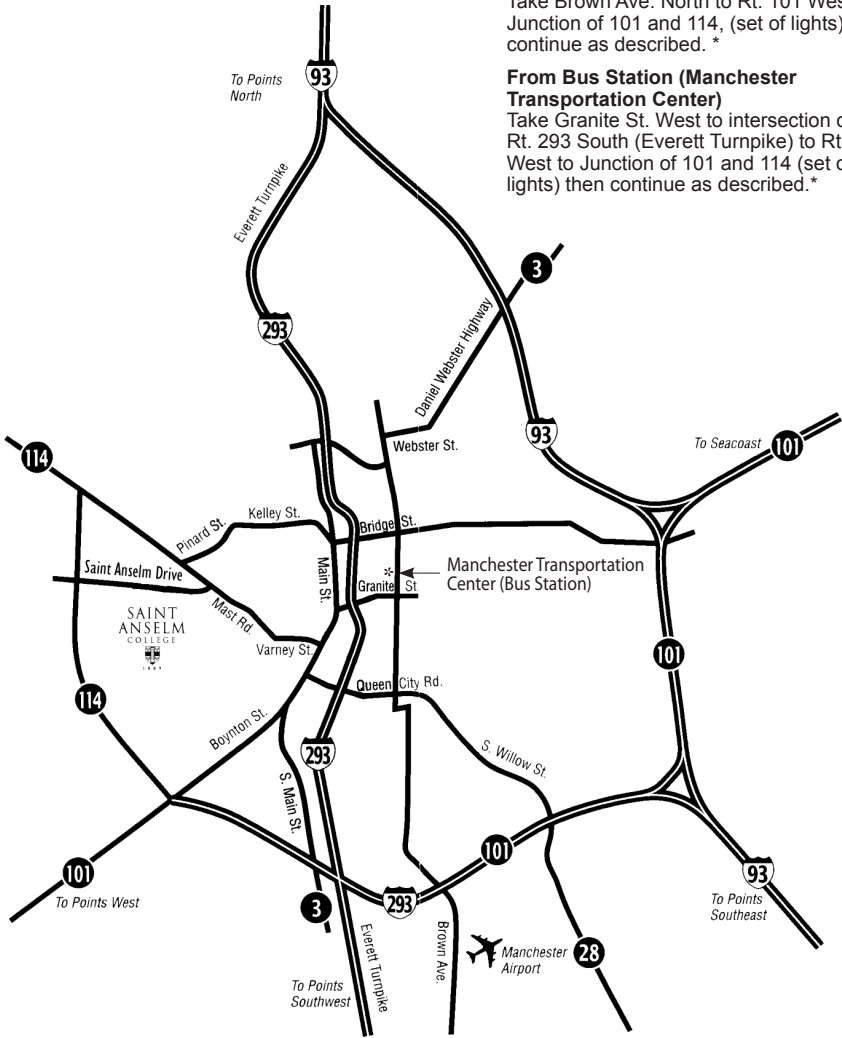 Take Brown Ave. North to Rt. 101 Wes
Junction of 101 and 114, (set of lights)
continue as described. *
From Bus Station (Manchester
Transportation Center)
Take Granite St. West to intersection o
Rt. 293 South (Everett Turnpike) to Rt.
West to Junction of 101 and 114 (set o
lights) then continue as described.*
To Points
North
93
Everett Turnpike
3
293
Daniel Webster Highway
93
To Seacoast
101
Webster St.
114
Pinard St.
Kelley St.
Bridge St.
Main St.
Manchester Transportation
Center (Bus Station)
*
Granite St
Saint Anselm Drive
Mast Rd.
SAINT
ANSELM
COLLEGE
1889
Varney St.
101
Queen City Rd.
114
Boynton St.
293
S. Main St.
S. Willow St.
101
101
To Points West
3
293
93
To Points
Southeast
Everett Turnpike
Brown Ave.
Manchester
Airport
28
To Points
Southwest